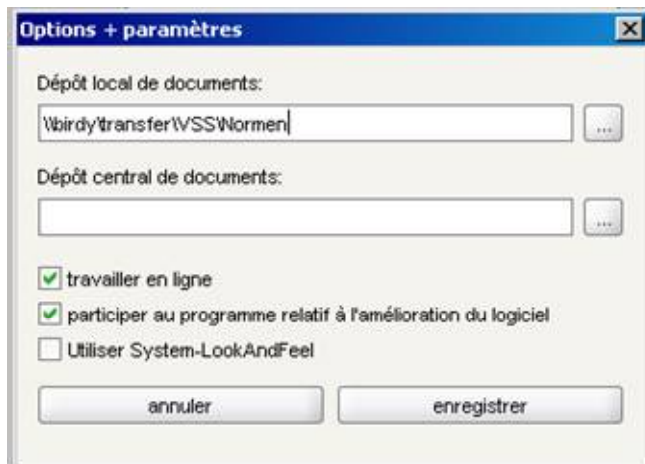 Options + paramètres
Dépôt local de documents:
\\birdy\transfer\VSS\Normen
...
Dépôt central de documents:
...
travailler en ligne
participer au programme relatif à l'amélioration du logiciel
Utiliser System-LookAndFeel
annuler enregistrer